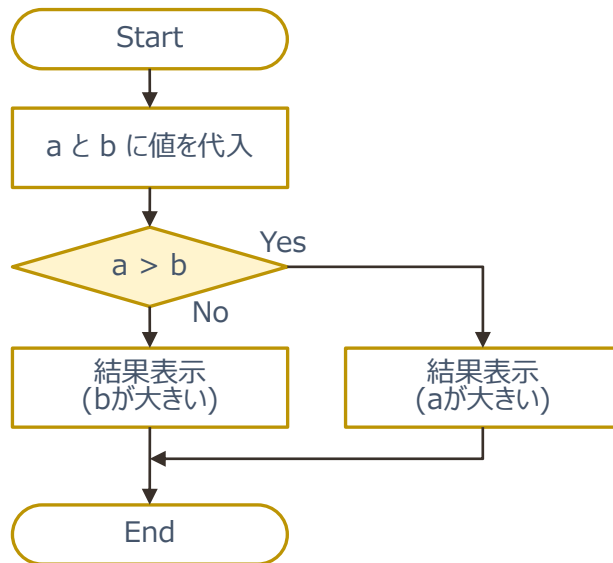 Start
a と b に値を代入
a > b
Yes
No
結果表示
(bが大きい)
結果表示
(aが大きい)
End